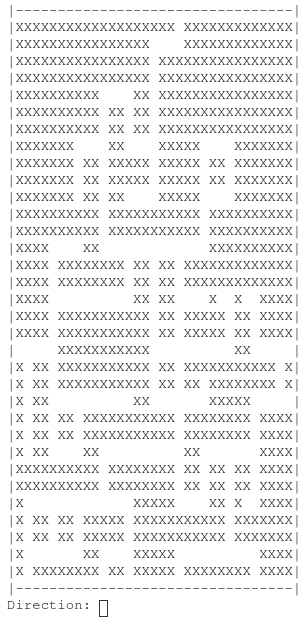 |---------------------------------|
|XXXXXXXXXXXXXXXXXXX XXXXXXXXXXXXX|
|XXXXXXXXXXXXXXXX    XXXXXXXXXXXXX|
|XXXXXXXXXXXXXXXX XXXXXXXXXXXXXXXX|
|XXXXXXXXXXXXXXXX XXXXXXXXXXXXXXXX|
|XXXXXXXXXX    XX XXXXXXXXXXXXXXXX|
|XXXXXXXXXX XX XX XXXXXXXXXXXXXXXX|
|XXXXXXXXXX XX XX XXXXXXXXXXXXXXXX|
|XXXXXXX    XX    XXXXX    XXXXXXX|
|XXXXXXX XX XXXXX XXXXX XX XXXXXXX|
|XXXXXXX XX XXXXX XXXXX XX XXXXXXX|
|XXXXXXX XX XX    XXXXX    XXXXXXX|
|XXXXXXXXXX XXXXXXXXXXX XXXXXXXXXX|
|XXXXXXXXXX XXXXXXXXXXX XXXXXXXXXX|
|XXXX    XX             XXXXXXXXXX|
|XXXX XXXXXXXX XX XX XXXXXXXXXXXXX|
|XXXX XXXXXXXX XX XX XXXXXXXXXXXXX|
|XXXX          XX XX    X  X  XXXX|
|XXXX XXXXXXXXXXX XX XXXXX XX XXXX|
|XXXX XXXXXXXXXXX XX XXXXX XX XXXX|
|     XXXXXXXXXXX          XX     |
|X XX XXXXXXXXXXX XX XXXXXXXXXXX X|
|X XX XXXXXXXXXXX XX XX XXXXXXXX X|
|X XX          XX       XXXXX     |
|X XX XX XXXXXXXXXXX XXXXXXXX XXXX|
|X XX XX XXXXXXXXXXX XXXXXXXX XXXX|
|X XX    XX          XX       XXXX|
|XXXXXXXXXX XXXXXXXX XX XX XX XXXX|
|XXXXXXXXXX XXXXXXXX XX XX XX XXXX|
|X             XXXXX    XX X  XXXX|
|X XX XX XXXXX XXXXXXXXXXX XXXXXXX|
|X XX XX XXXXX XXXXXXXXXXX XXXXXXX|
|X       XX    XXXXX          XXXX|
|X XXXXXXXX XX XXXXX XXXXXXXX XXXX|
|---------------------------------|
Direction: